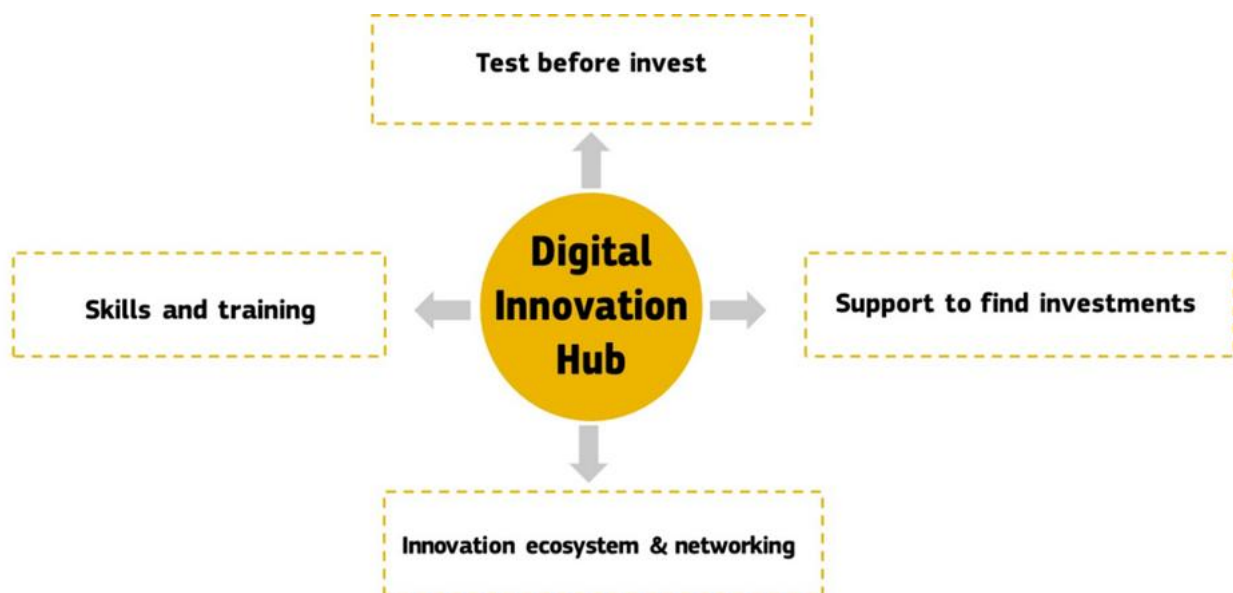 Test before invest
Skills and training
Digital
Innovation
Hub
Support to find investments
Innovation ecosystem & networking